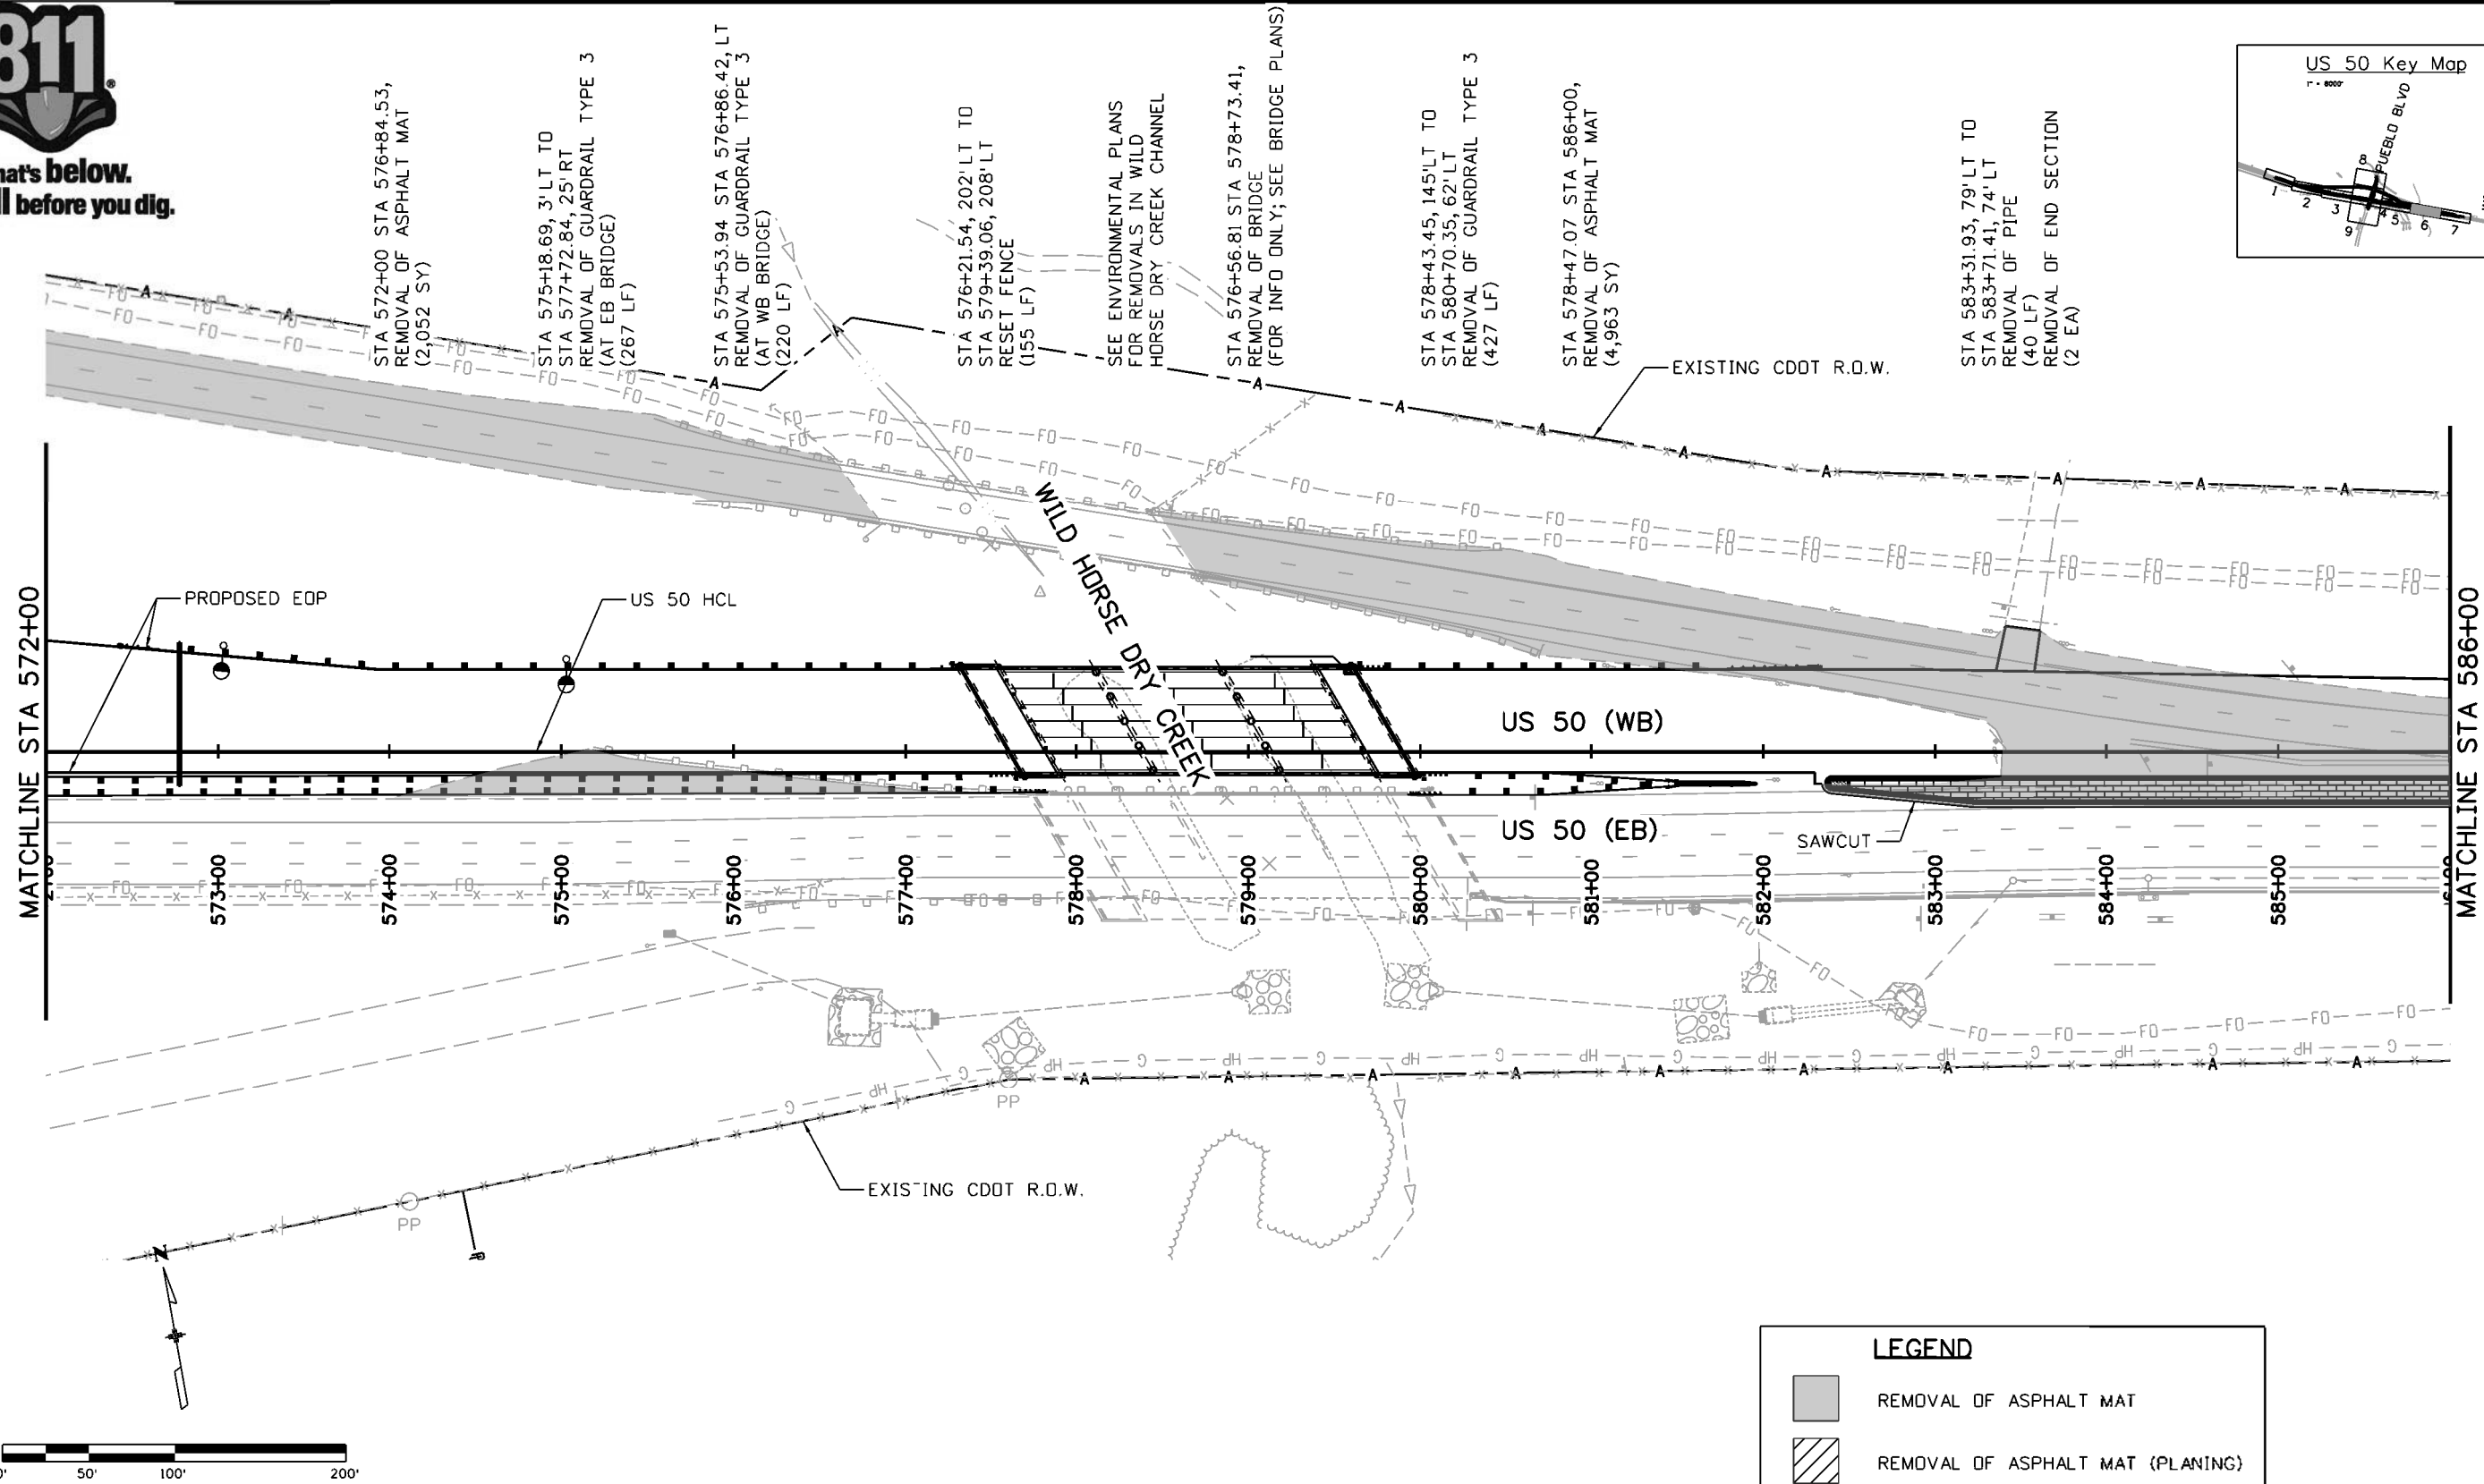 811
®
below.
before you dig.
STA 572+00 STA 576+84.53,
REMOVAL OF ASPHALT MAT
(2,052 SY)
STA 575+18.69, 3'LT TO
STA 577+72.84, 25'RT
REMOVAL OF GUARDRAIL TYPE 3
(AT EB BRIDGE)
(267 LF)
STA 575+53.94 STA 576+86.42, LT
REMOVAL OF GUARDRAIL TYPE 3
(AT WB BRIDGE)
(220 LF)
STA 576+21.54, 202'LT TO
STA 579+39.06, 208'LT
RESET FENCE
(155 LF)
SEE ENVIRONMENTAL PLANS
FOR REMOVALS IN WILD
HORSE DRY CREEK CHANNEL
STA 576+56.81 STA 578+73.41,
REMOVAL OF BRIDGE
(FOR INFO ONLY; SEE BRIDGE PLANS)
STA 578+43.45, 145'LT TO
STA 580+70.35, 62'LT
REMOVAL OF GUARDRAIL TYPE 3
(427 LF)
STA 578+47.07 STA 586+00,
REMOVAL OF ASPHALT MAT
(4,963 SY)
STA 583+31.93, 79'LT TO
STA 583+71.41, 74'LT
REMOVAL OF PIPE
(40 LF)
REMOVAL OF END SECTION
(2 EA)
US 50 Key Map
1" = 8000'
PUEBLO BLVD
1 2 3 4 5 6 7 8 9
EXISTING CDOT R.O.W.
PROPOSED EOP
US 50 HCL
WILD HORSE DRY CREEK
US 50 (WB)
US 50 (EB)
SAWCUT
MATCHLINE STA 572+00
MATCHLINE STA 586+00
573+00
574+00
575+00
576+00
577+00
578+00
579+00
580+00
581+00
582+00
583+00
584+00
585+00
PP
PP
EXISTING CDOT R.O.W.
N
50'
100'
200'
LEGEND
REMOVAL OF ASPHALT MAT
REMOVAL OF ASPHALT MAT (PLANING)